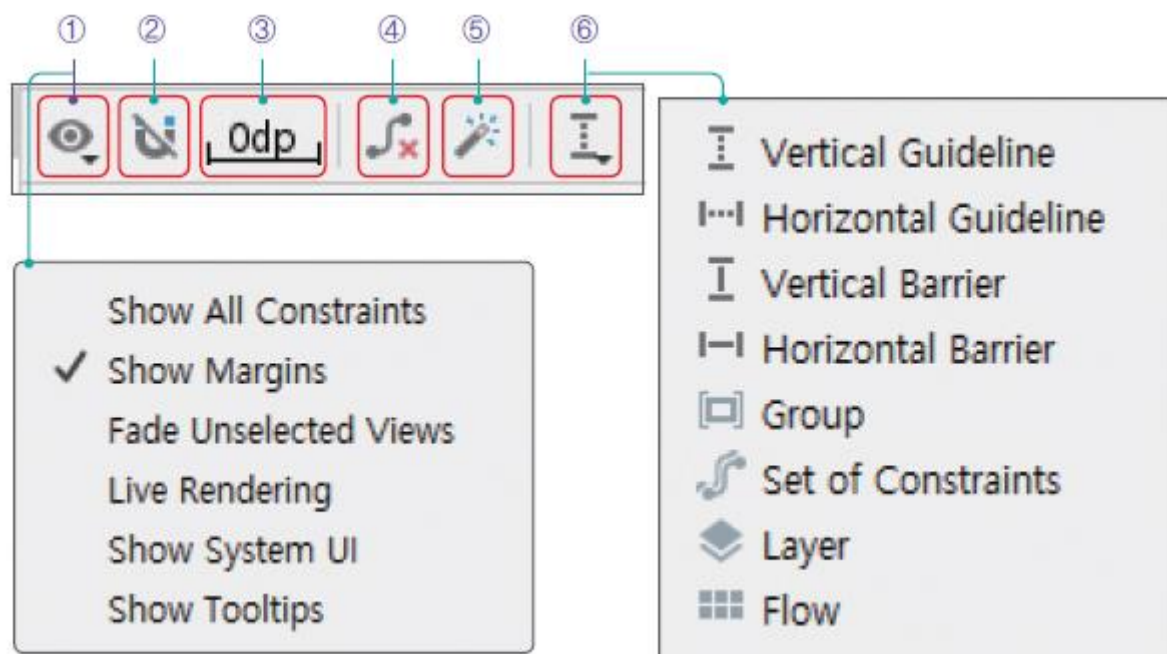 ① ② ③ ④ ⑤ ⑥
0dp
Show All Constraints
Show Margins
Fade Unselected Views
Live Rendering
Show System UI
Show Tooltips
Vertical Guideline
Horizontal Guideline
Vertical Barrier
Horizontal Barrier
Group
Set of Constraints
Layer
Flow